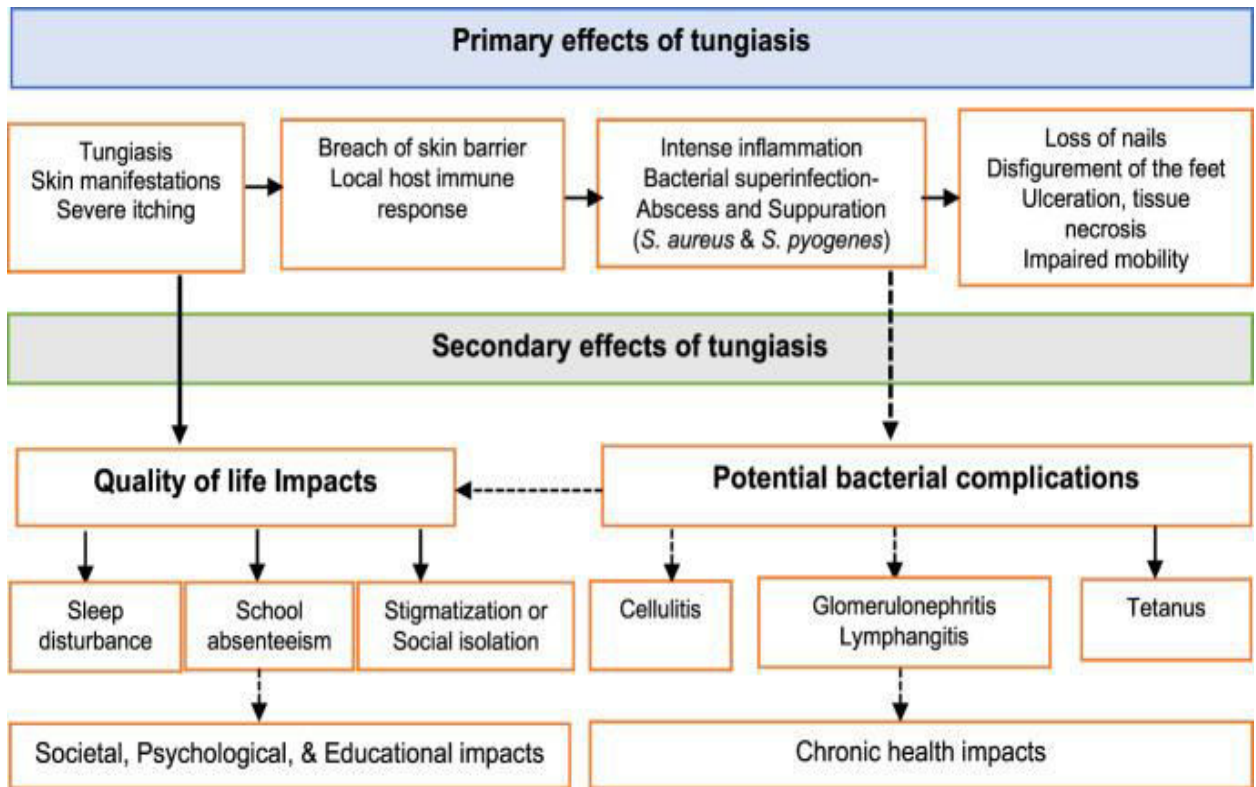 Primary effects of tungiasis
Tungiasis
Skin manifestations
Severe itching
Breach of skin barrier
Local host immune
response
Intense inflammation
Bacterial superinfection-
Abscess and Suppuration
(S. aureus & S. pyogenes)
Loss of nails
Disfigurement of the feet
Ulceration, tissue
necrosis
Impaired mobility
Secondary effects of tungiasis
Quality of life Impacts
Potential bacterial complications
Sleep
disturbance
School
absenteeism
Stigmatization or
Social isolation
Cellulitis
Glomerulonephritis
Lymphangitis
Tetanus
Societal, Psychological, & Educational impacts
Chronic health impacts